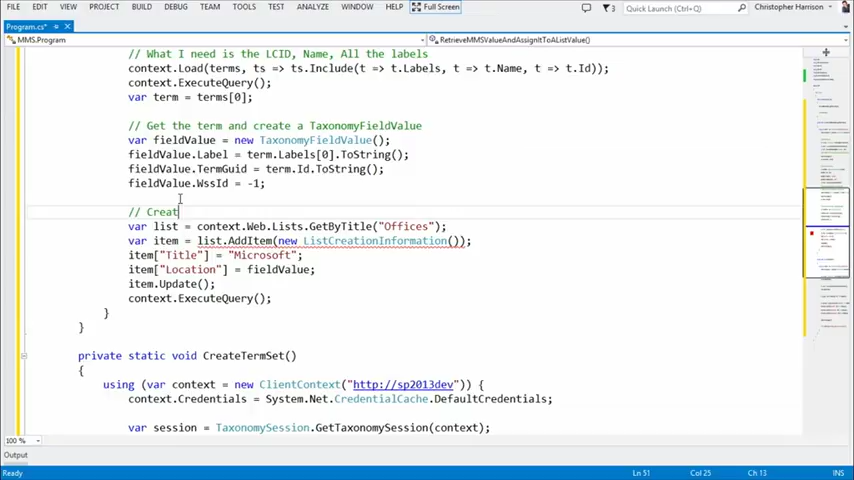 FILE EDIT VIEW PROJECT BUILD DEBUG TEAM TOOLS TEST ANALYZE WINDOW HELP Full Screen 3 Quick Launch (Ctrl+Q)
Christopher Harrison
Program.cs*
MMS.Program RetrieveMMSValueAndAssignItToAListValue()
// What I need is the LCID, Name, All the labels
context.Load(terms, ts => ts.Include(t => t.Labels, t => t.Name, t => t.Id));
context.ExecuteQuery();
var term = terms[0];
// Get the term and create a TaxonomyFieldValue
var fieldValue = new TaxonomyFieldValue();
fieldValue.Label = term.Labels[0].ToString();
fieldValue.TermGuid = term.Id.ToString();
fieldValue.WssId = -1;
// Creat
var list = context.Web.Lists.GetByTitle("Offices");
var item = list.AddItem(new ListCreationInformation());
item["Title"] = "Microsoft";
item["Location"] = fieldValue;
item.Update();
context.ExecuteQuery();
}
}
private static void CreateTermSet()
{
using (var context = new ClientContext("http://sp2013dev")) {
context.Credentials = System.Net.CredentialCache.DefaultCredentials;
var session = TaxonomySession.GetTaxonomySession(context);
100 %
Output
Ln 51 Col 25 Ch 13 INS